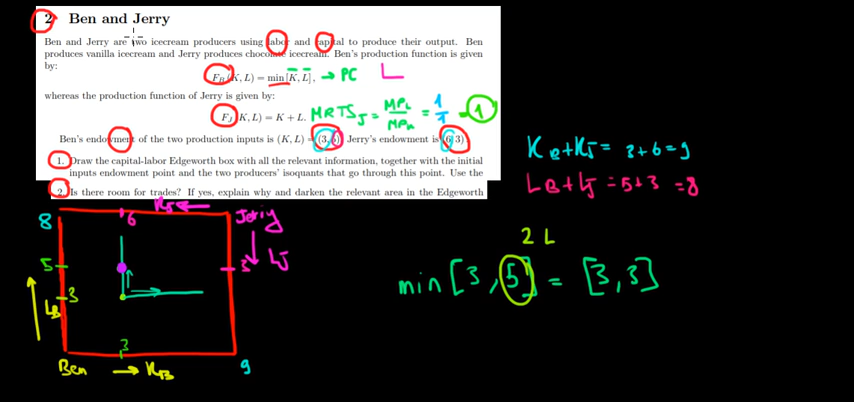 2 Ben and Jerry
Ben and Jerry are two icecream producers using labor and capital to produce their output. Ben
produces vanilla icecream and Jerry produces chocolate icecream. Ben's production function is given
by:
F_B(K, L) = min[K, L], → PC L
whereas the production function of Jerry is given by:
F_J(K, L) = K + L. MRTS_J = MP_L/MP_K = 1/1 = 1
Ben's endowment of the two production inputs is (K, L) = (3, 5) Jerry's endowment is (6, 3)
1. Draw the capital-labor Edgeworth box with all the relevant information, together with the initial
inputs endowment point and the two producers' isoquants that go through this point. Use the
2. Is there room for trades? If yes, explain why and darken the relevant area in the Edgeworth
K_B+K_J = 3+6=9
L_B+L_J = 5+3 =8
K_J ←
8
6
Jerry
↓ L_J
2 L
5
3
min [3, 5] = [3, 3]
L_B
3
3
Ben
→ K_B
9